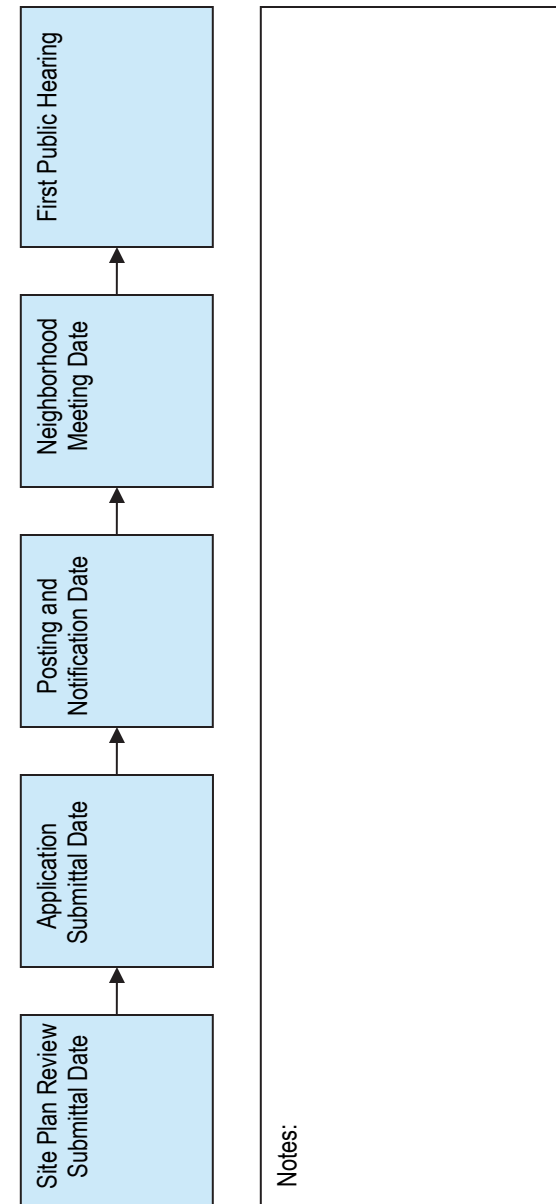 Site Plan Review
Submittal Date
Application
Submittal Date
Posting and
Notification Date
Neighborhood
Meeting Date
First Public Hearing
Notes: